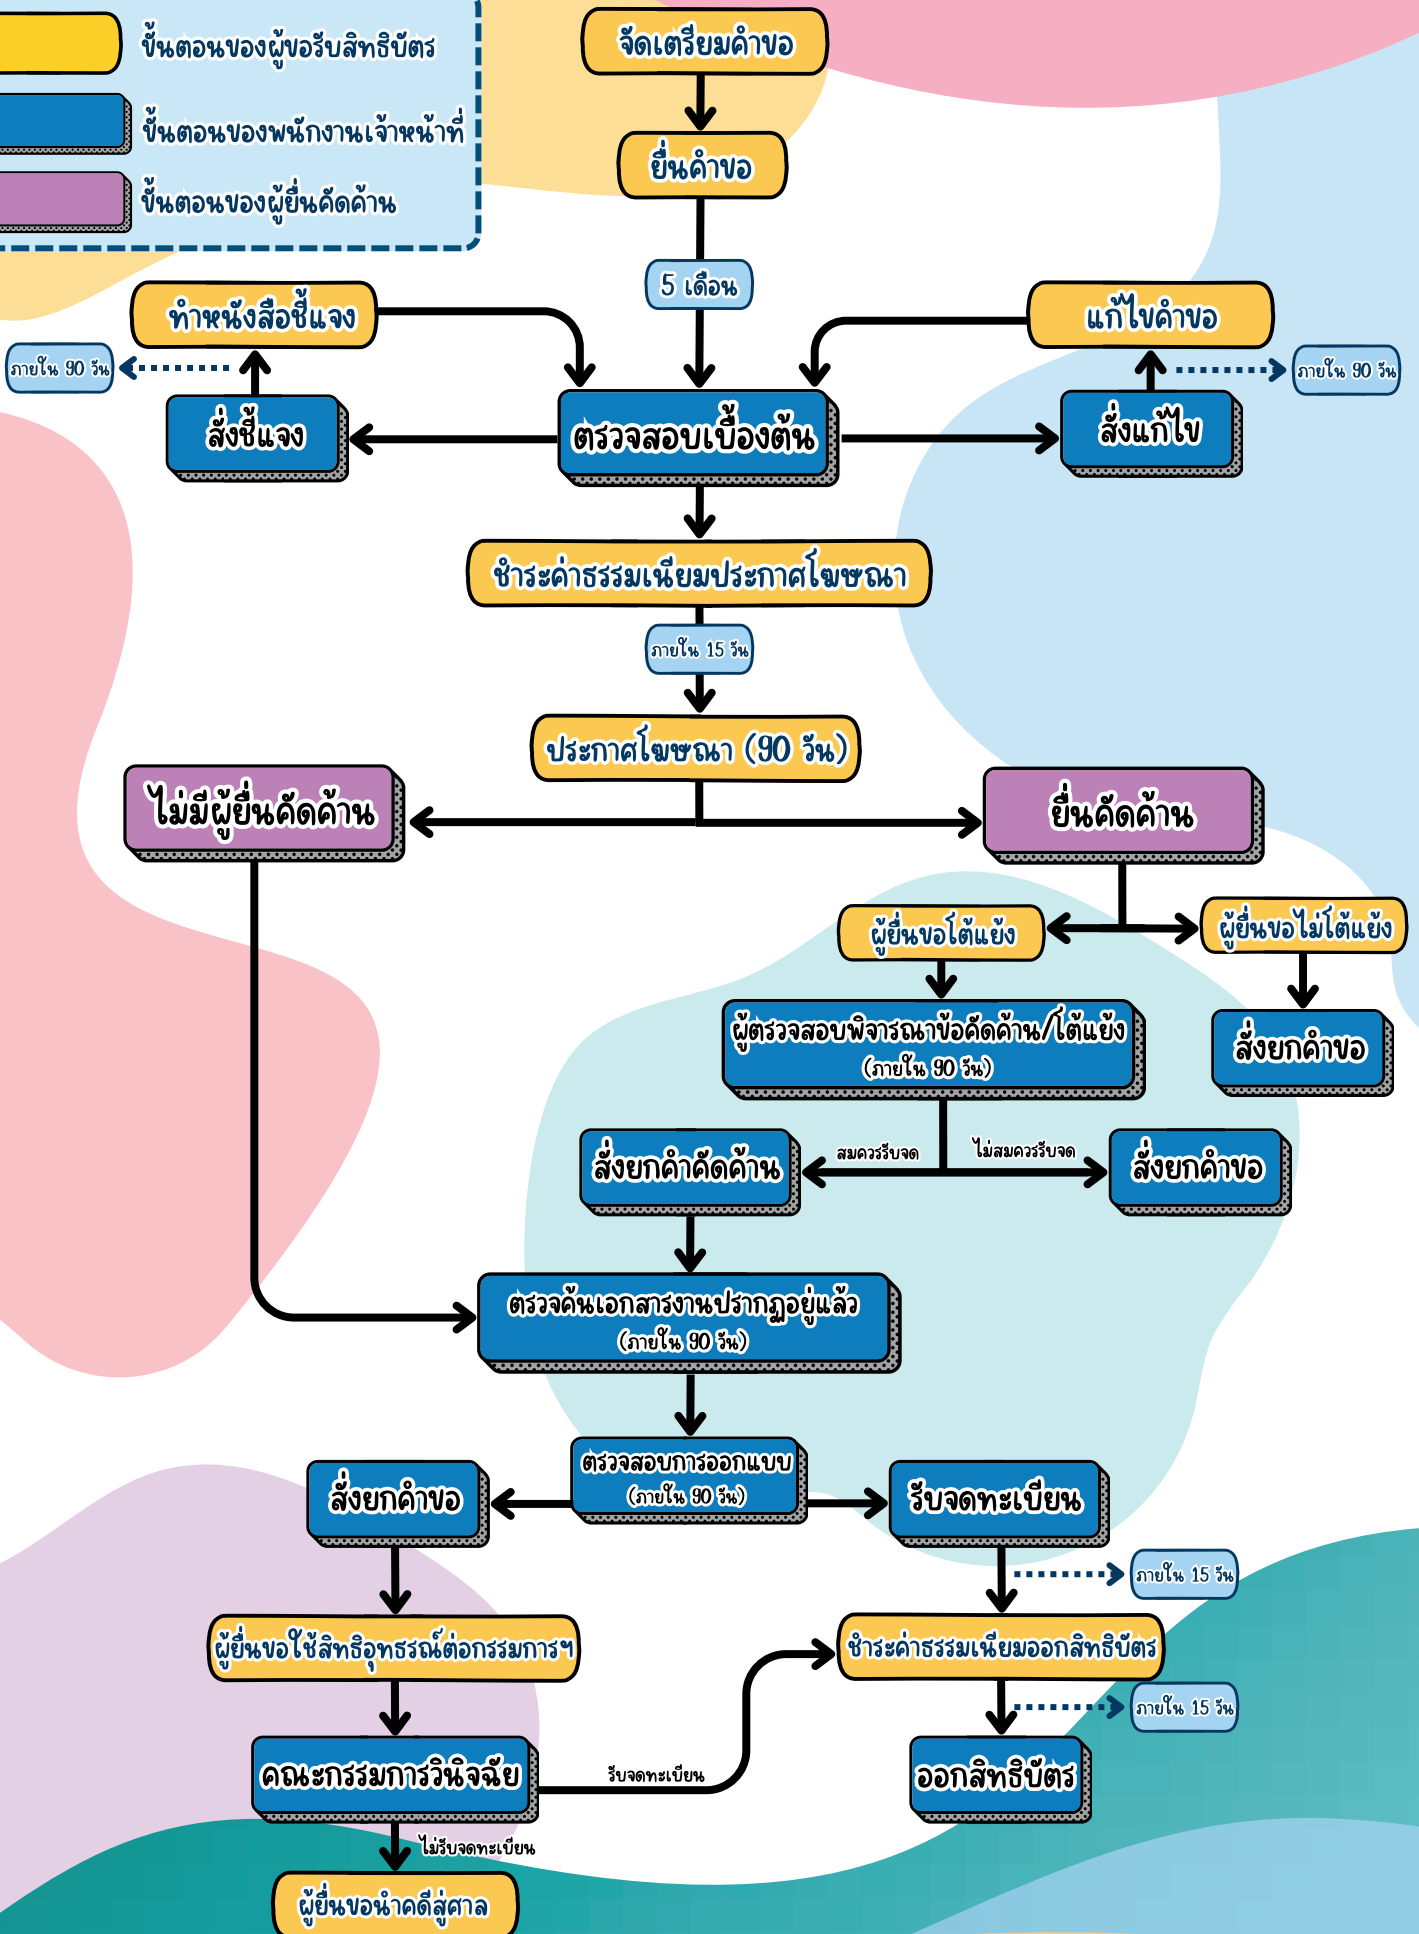 ขั้นตอนของผู้ขอรับสิทธิบัตร
ขั้นตอนของพนักงานเจ้าหน้าที่
ขั้นตอนของผู้ยื่นคัดค้าน
จัดเตรียมคำขอ
ยื่นคำขอ
5 เดือน
ทำหนังสือชี้แจง
แก้ไขคำขอ
ภายใน 90 วัน
ภายใน 90 วัน
สั่งชี้แจง
ตรวจสอบเบื้องต้น
สั่งแก้ไข
ชำระค่าธรรมเนียมประกาศโฆษณา
ภายใน 15 วัน
ประกาศโฆษณา (90 วัน)
ไม่มีผู้ยื่นคัดค้าน
ยื่นคัดค้าน
ผู้ยื่นขอโต้แย้ง
ผู้ยื่นขอไม่โต้แย้ง
ผู้ตรวจสอบพิจารณาข้อคัดค้าน/โต้แย้ง
(ภายใน 90 วัน)
สั่งยกคำขอ
สมควรรับจด
ไม่สมควรรับจด
สั่งยกคำคัดค้าน
สั่งยกคำขอ
ตรวจค้นเอกสารงานปรากฏอยู่แล้ว
(ภายใน 90 วัน)
ตรวจสอบการออกแบบ
(ภายใน 90 วัน)
สั่งยกคำขอ
รับจดทะเบียน
ภายใน 15 วัน
ผู้ยื่นขอใช้สิทธิอุทธรณ์ต่อกรรมการฯ
ชำระค่าธรรมเนียมออกสิทธิบัตร
ภายใน 15 วัน
คณะกรรมการวินิจฉัย
รับจดทะเบียน
ออกสิทธิบัตร
ไม่รับจดทะเบียน
ผู้ยื่นขอนำคดีสู่ศาล